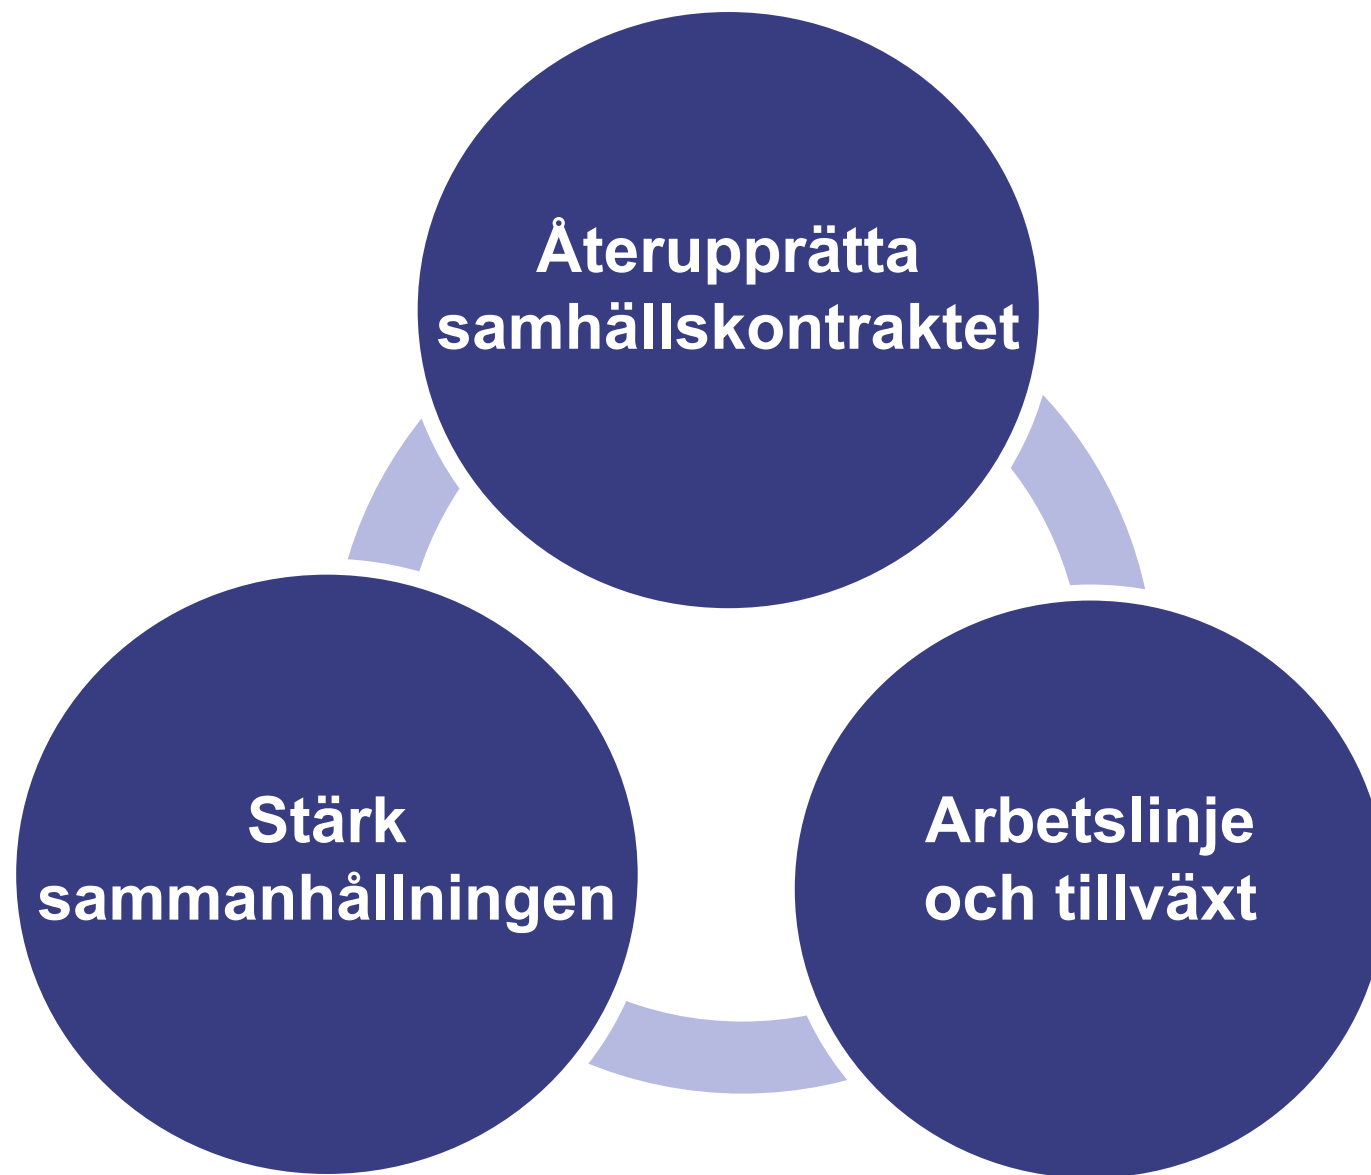 Återupprätta
samhällskontraktet
Stärk
sammanhållningen
Arbetslinje
och tillväxt